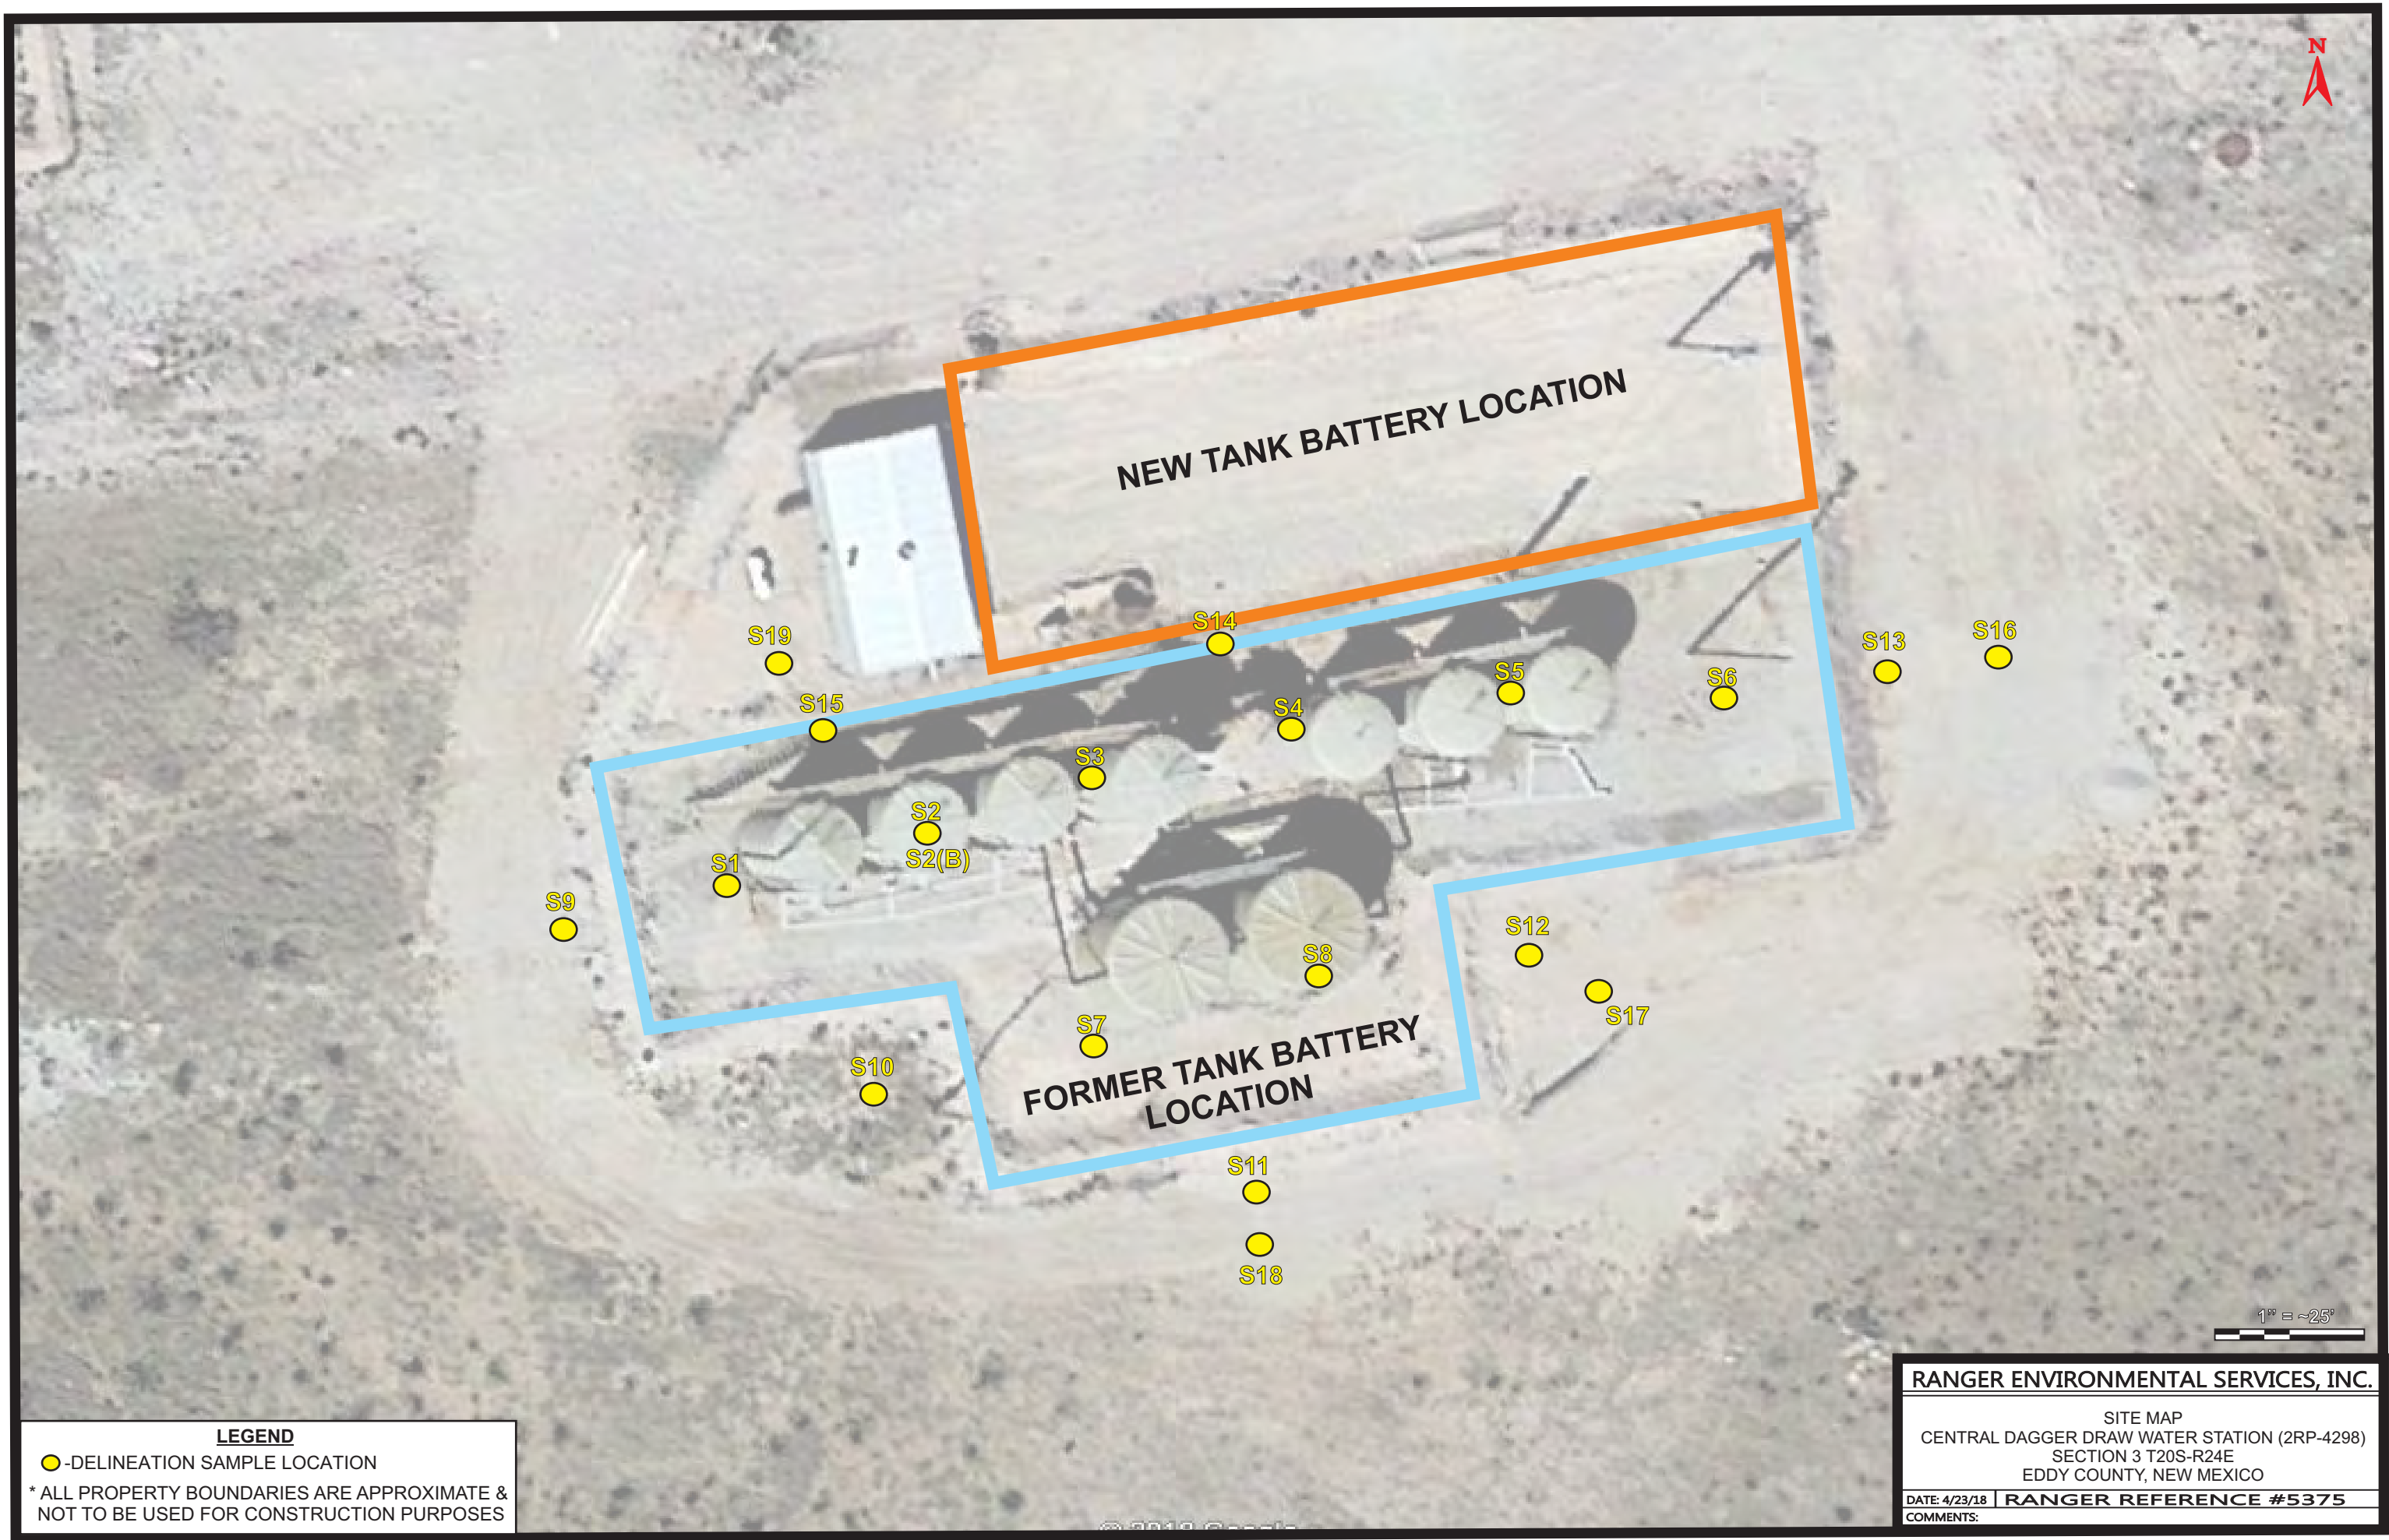 N
NEW TANK BATTERY LOCATION
S14
S19
S13
S16
S15
S5
S6
S4
S3
S2
S2(B)
S1
S9
S12
S8
S17
S7
S10
FORMER TANK BATTERY
LOCATION
S11
S18
1" = ~25'
LEGEND
-DELINEATION SAMPLE LOCATION
* ALL PROPERTY BOUNDARIES ARE APPROXIMATE &
NOT TO BE USED FOR CONSTRUCTION PURPOSES
RANGER ENVIRONMENTAL SERVICES, INC.
SITE MAP
CENTRAL DAGGER DRAW WATER STATION (2RP-4298)
SECTION 3 T20S-R24E
EDDY COUNTY, NEW MEXICO
DATE: 4/23/18 RANGER REFERENCE #5375
COMMENTS:
© 2018 Google